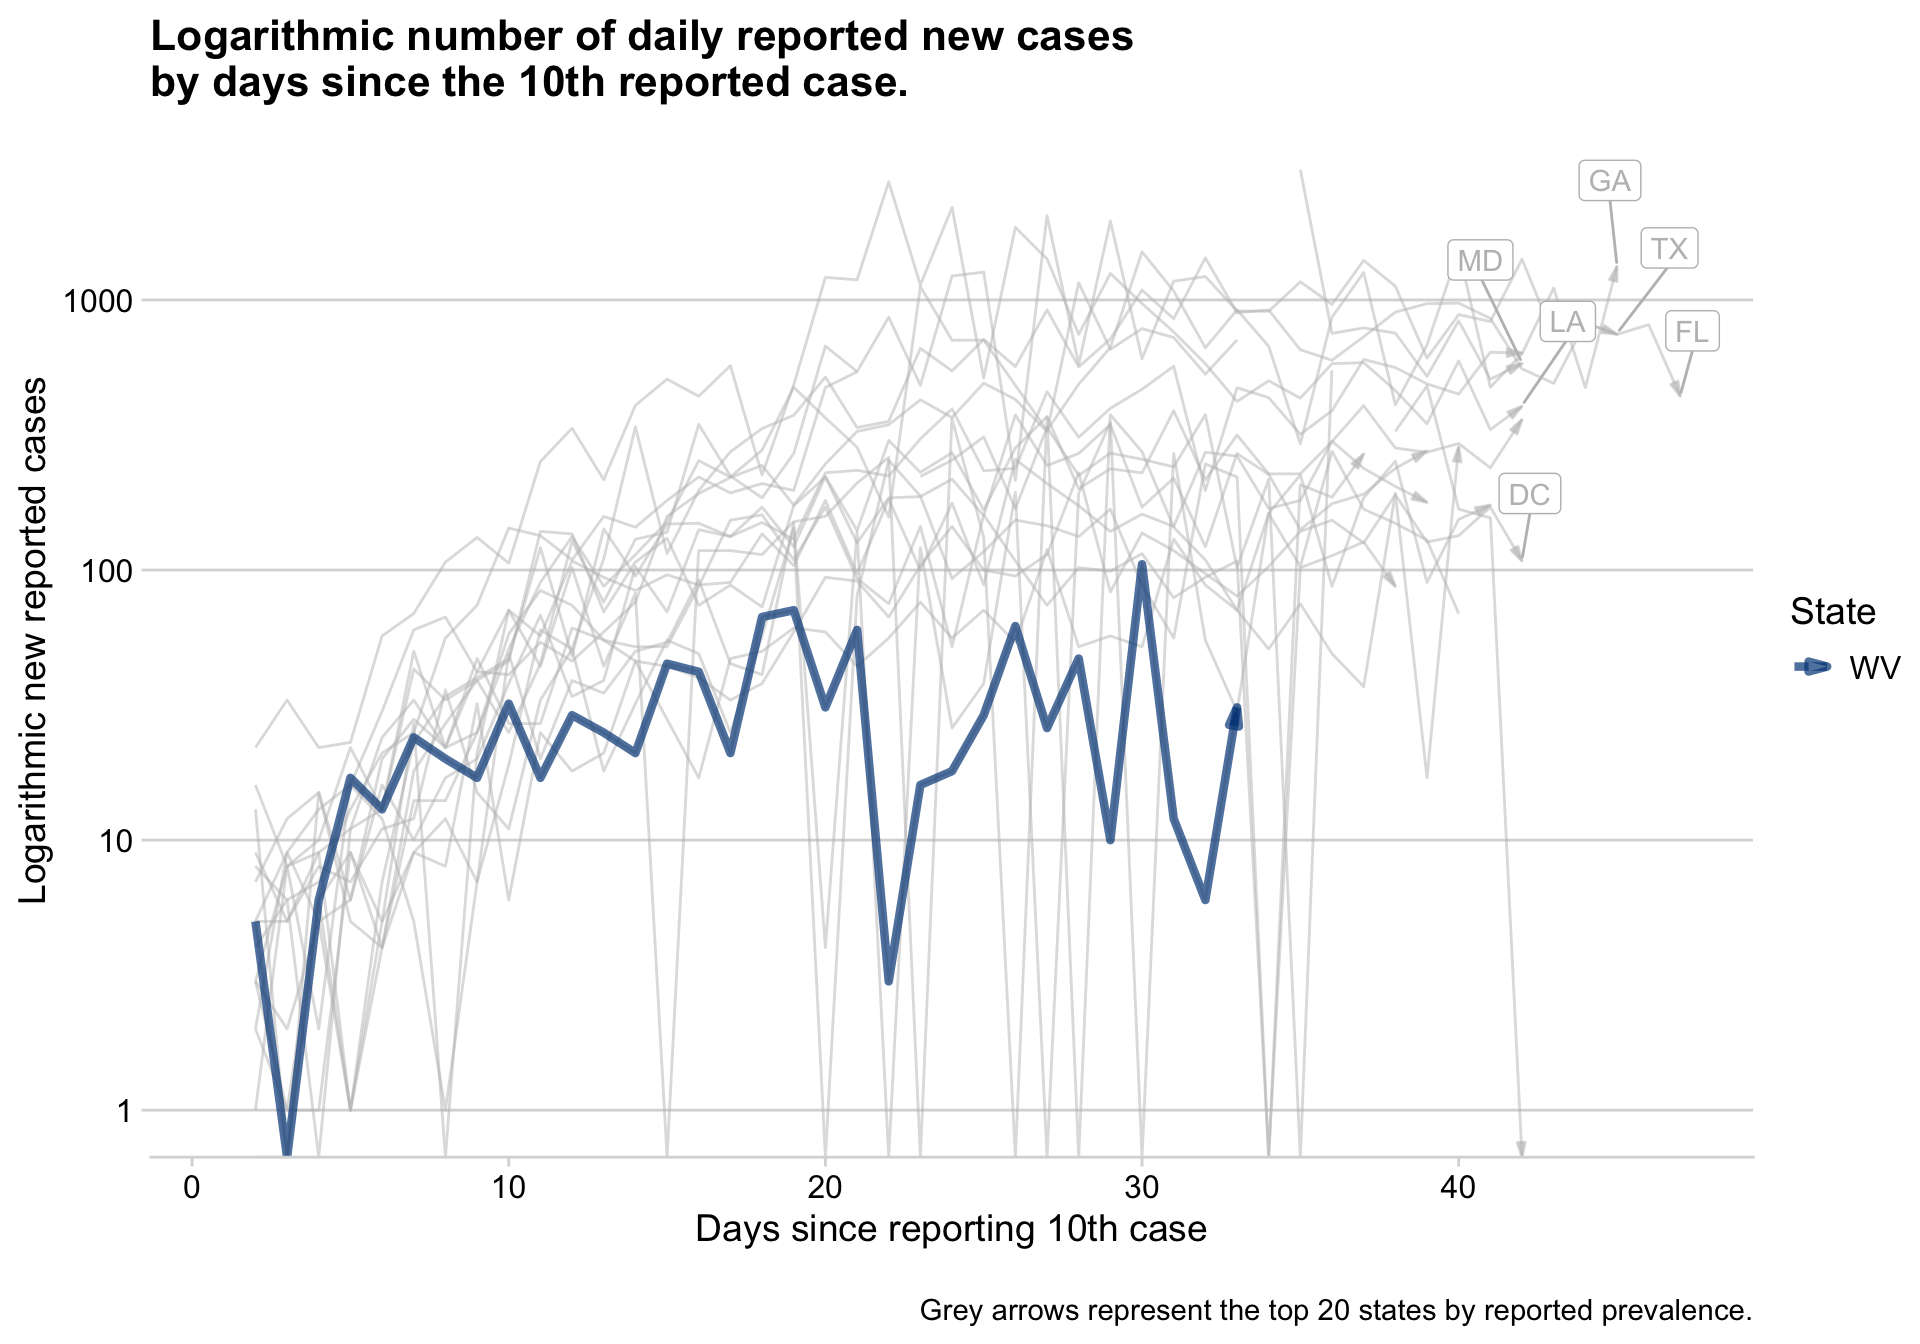 Logarithmic number of daily reported new cases
by days since the 10th reported case.
GA
TX
MD
LA
FL
DC
1000
100
10
1
Logarithmic new reported cases
0 10 20 30 40
Days since reporting 10th case
State
WV
Grey arrows represent the top 20 states by reported prevalence.